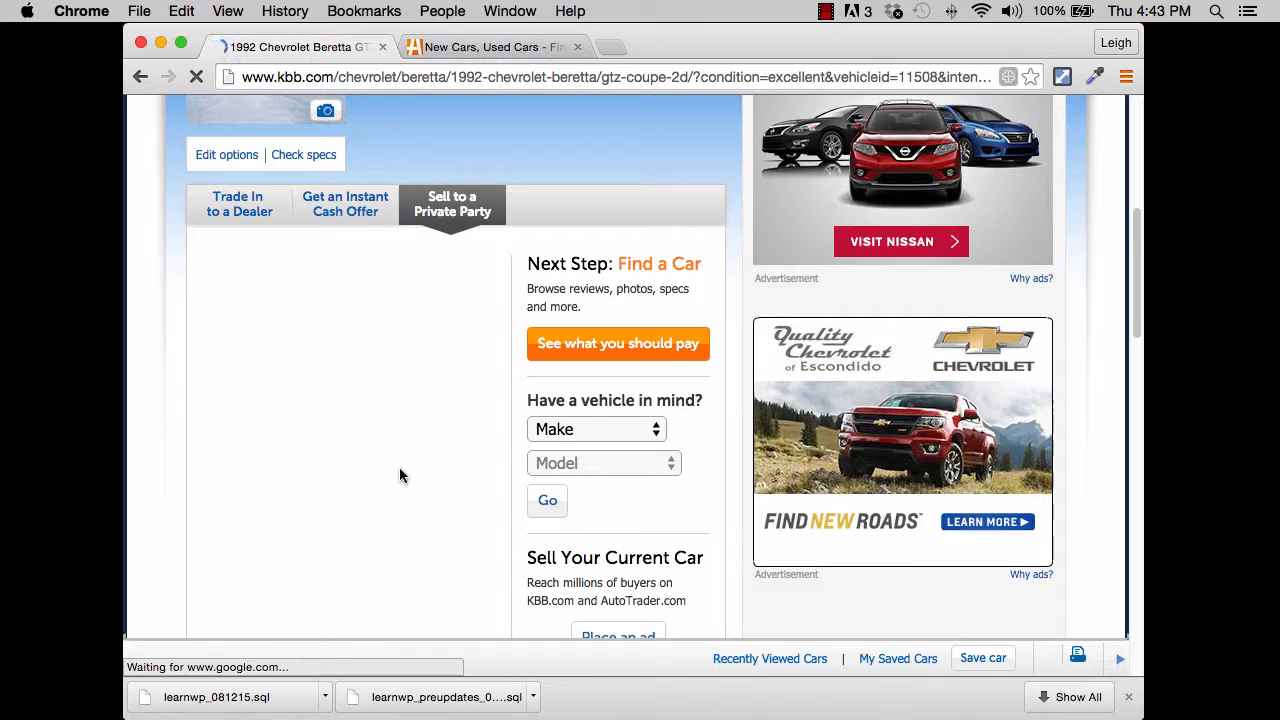 Chrome File Edit View History Bookmarks People Window Help 3 100% Thu 4:43 PM
1992 Chevrolet Beretta GT × New Cars, Used Cars - Fin × Leigh
www.kbb.com/chevrolet/beretta/1992-chevrolet-beretta/gtz-coupe-2d/?condition=excellent&vehicleid=11508&inten...
Edit options | Check specs
Trade In
to a Dealer
Get an Instant
Cash Offer
Sell to a
Private Party
Next Step: Find a Car
Browse reviews, photos, specs
and more.
See what you should pay
Have a vehicle in mind?
Make
Model
Go
Sell Your Current Car
Reach millions of buyers on
KBB.com and AutoTrader.com
Place an ad
VISIT NISSAN >
Advertisement Why ads?
Quality
Chevrolet
of Escondido
CHEVROLET
FIND NEW ROADS™ LEARN MORE ▶
Advertisement Why ads?
Recently Viewed Cars | My Saved Cars Save car
Waiting for www.google.com...
learnwp_081215.sql learnwp_preupdates_0....sql Show All ×